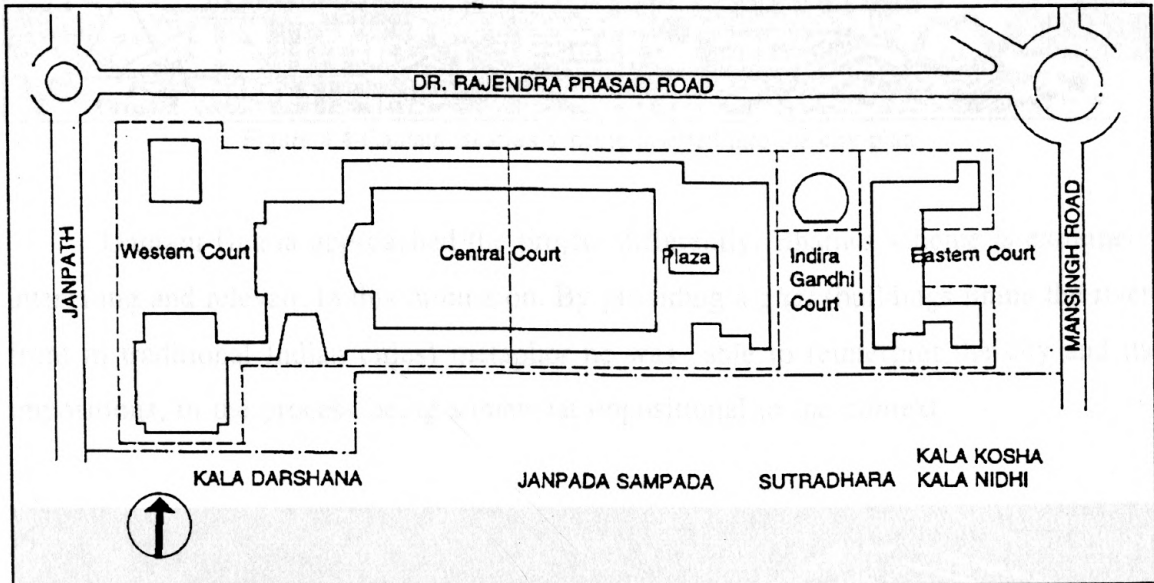 DR. RAJENDRA PRASAD ROAD
JANPATH
MANSINGH ROAD
Western Court
Central Court
Plaza
Indira
Gandhi
Court
Eastern Court
KALA DARSHANA
JANPADA SAMPADA
SUTRADHARA
KALA KOSHA
KALA NIDHI